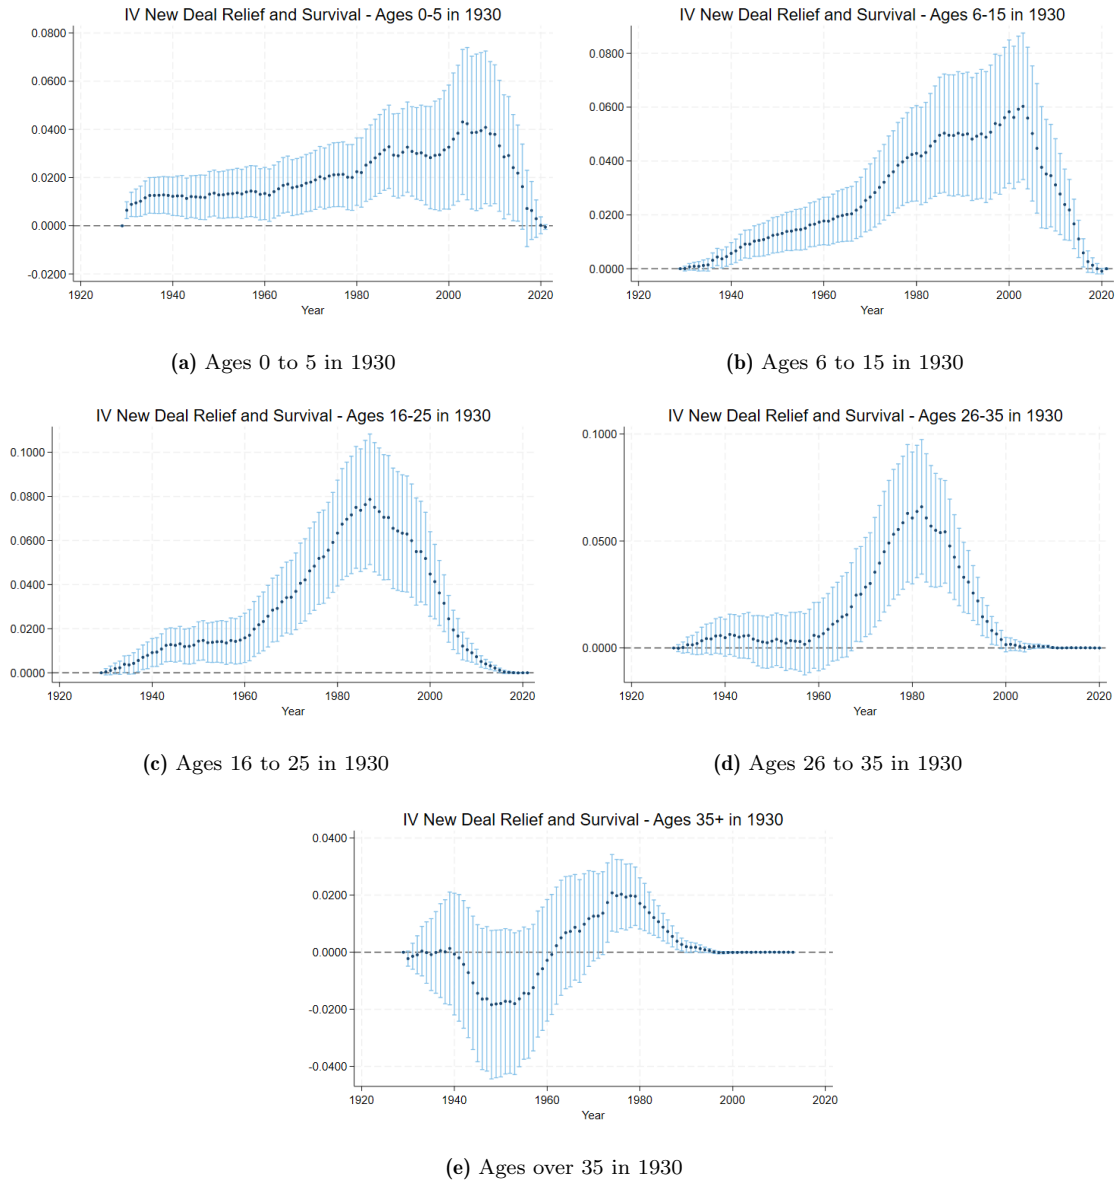 IV New Deal Relief and Survival - Ages 0-5 in 1930
0.0800
0.0600
0.0400
0.0200
0.0000
-0.0200
1920 1940 1960 1980 2000 2020
Year
(a) Ages 0 to 5 in 1930
IV New Deal Relief and Survival - Ages 6-15 in 1930
0.0800
0.0600
0.0400
0.0200
0.0000
1920 1940 1960 1980 2000 2020
Year
(b) Ages 6 to 15 in 1930
IV New Deal Relief and Survival - Ages 16-25 in 1930
0.1000
0.0800
0.0600
0.0400
0.0200
0.0000
1920 1940 1960 1980 2000 2020
Year
(c) Ages 16 to 25 in 1930
IV New Deal Relief and Survival - Ages 26-35 in 1930
0.1000
0.0500
0.0000
1920 1940 1960 1980 2000 2020
Year
(d) Ages 26 to 35 in 1930
IV New Deal Relief and Survival - Ages 35+ in 1930
0.0400
0.0200
0.0000
-0.0200
-0.0400
1920 1940 1960 1980 2000 2020
Year
(e) Ages over 35 in 1930